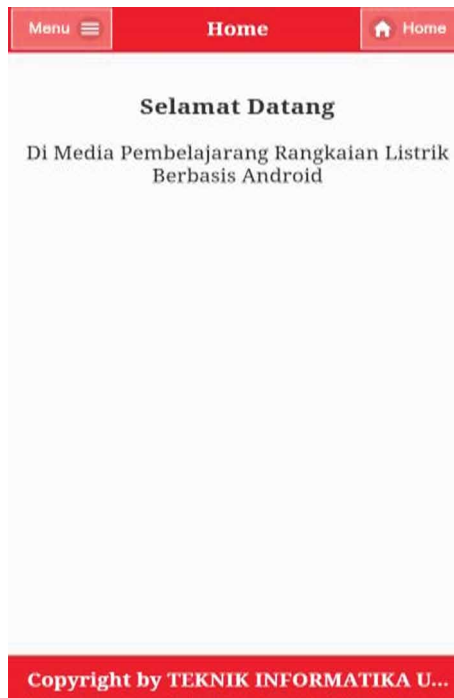 Menu Home Home
Selamat Datang
Di Media Pembelajarang Rangkaian Listrik
Berbasis Android
Copyright by TEKNIK INFORMATIKA U...